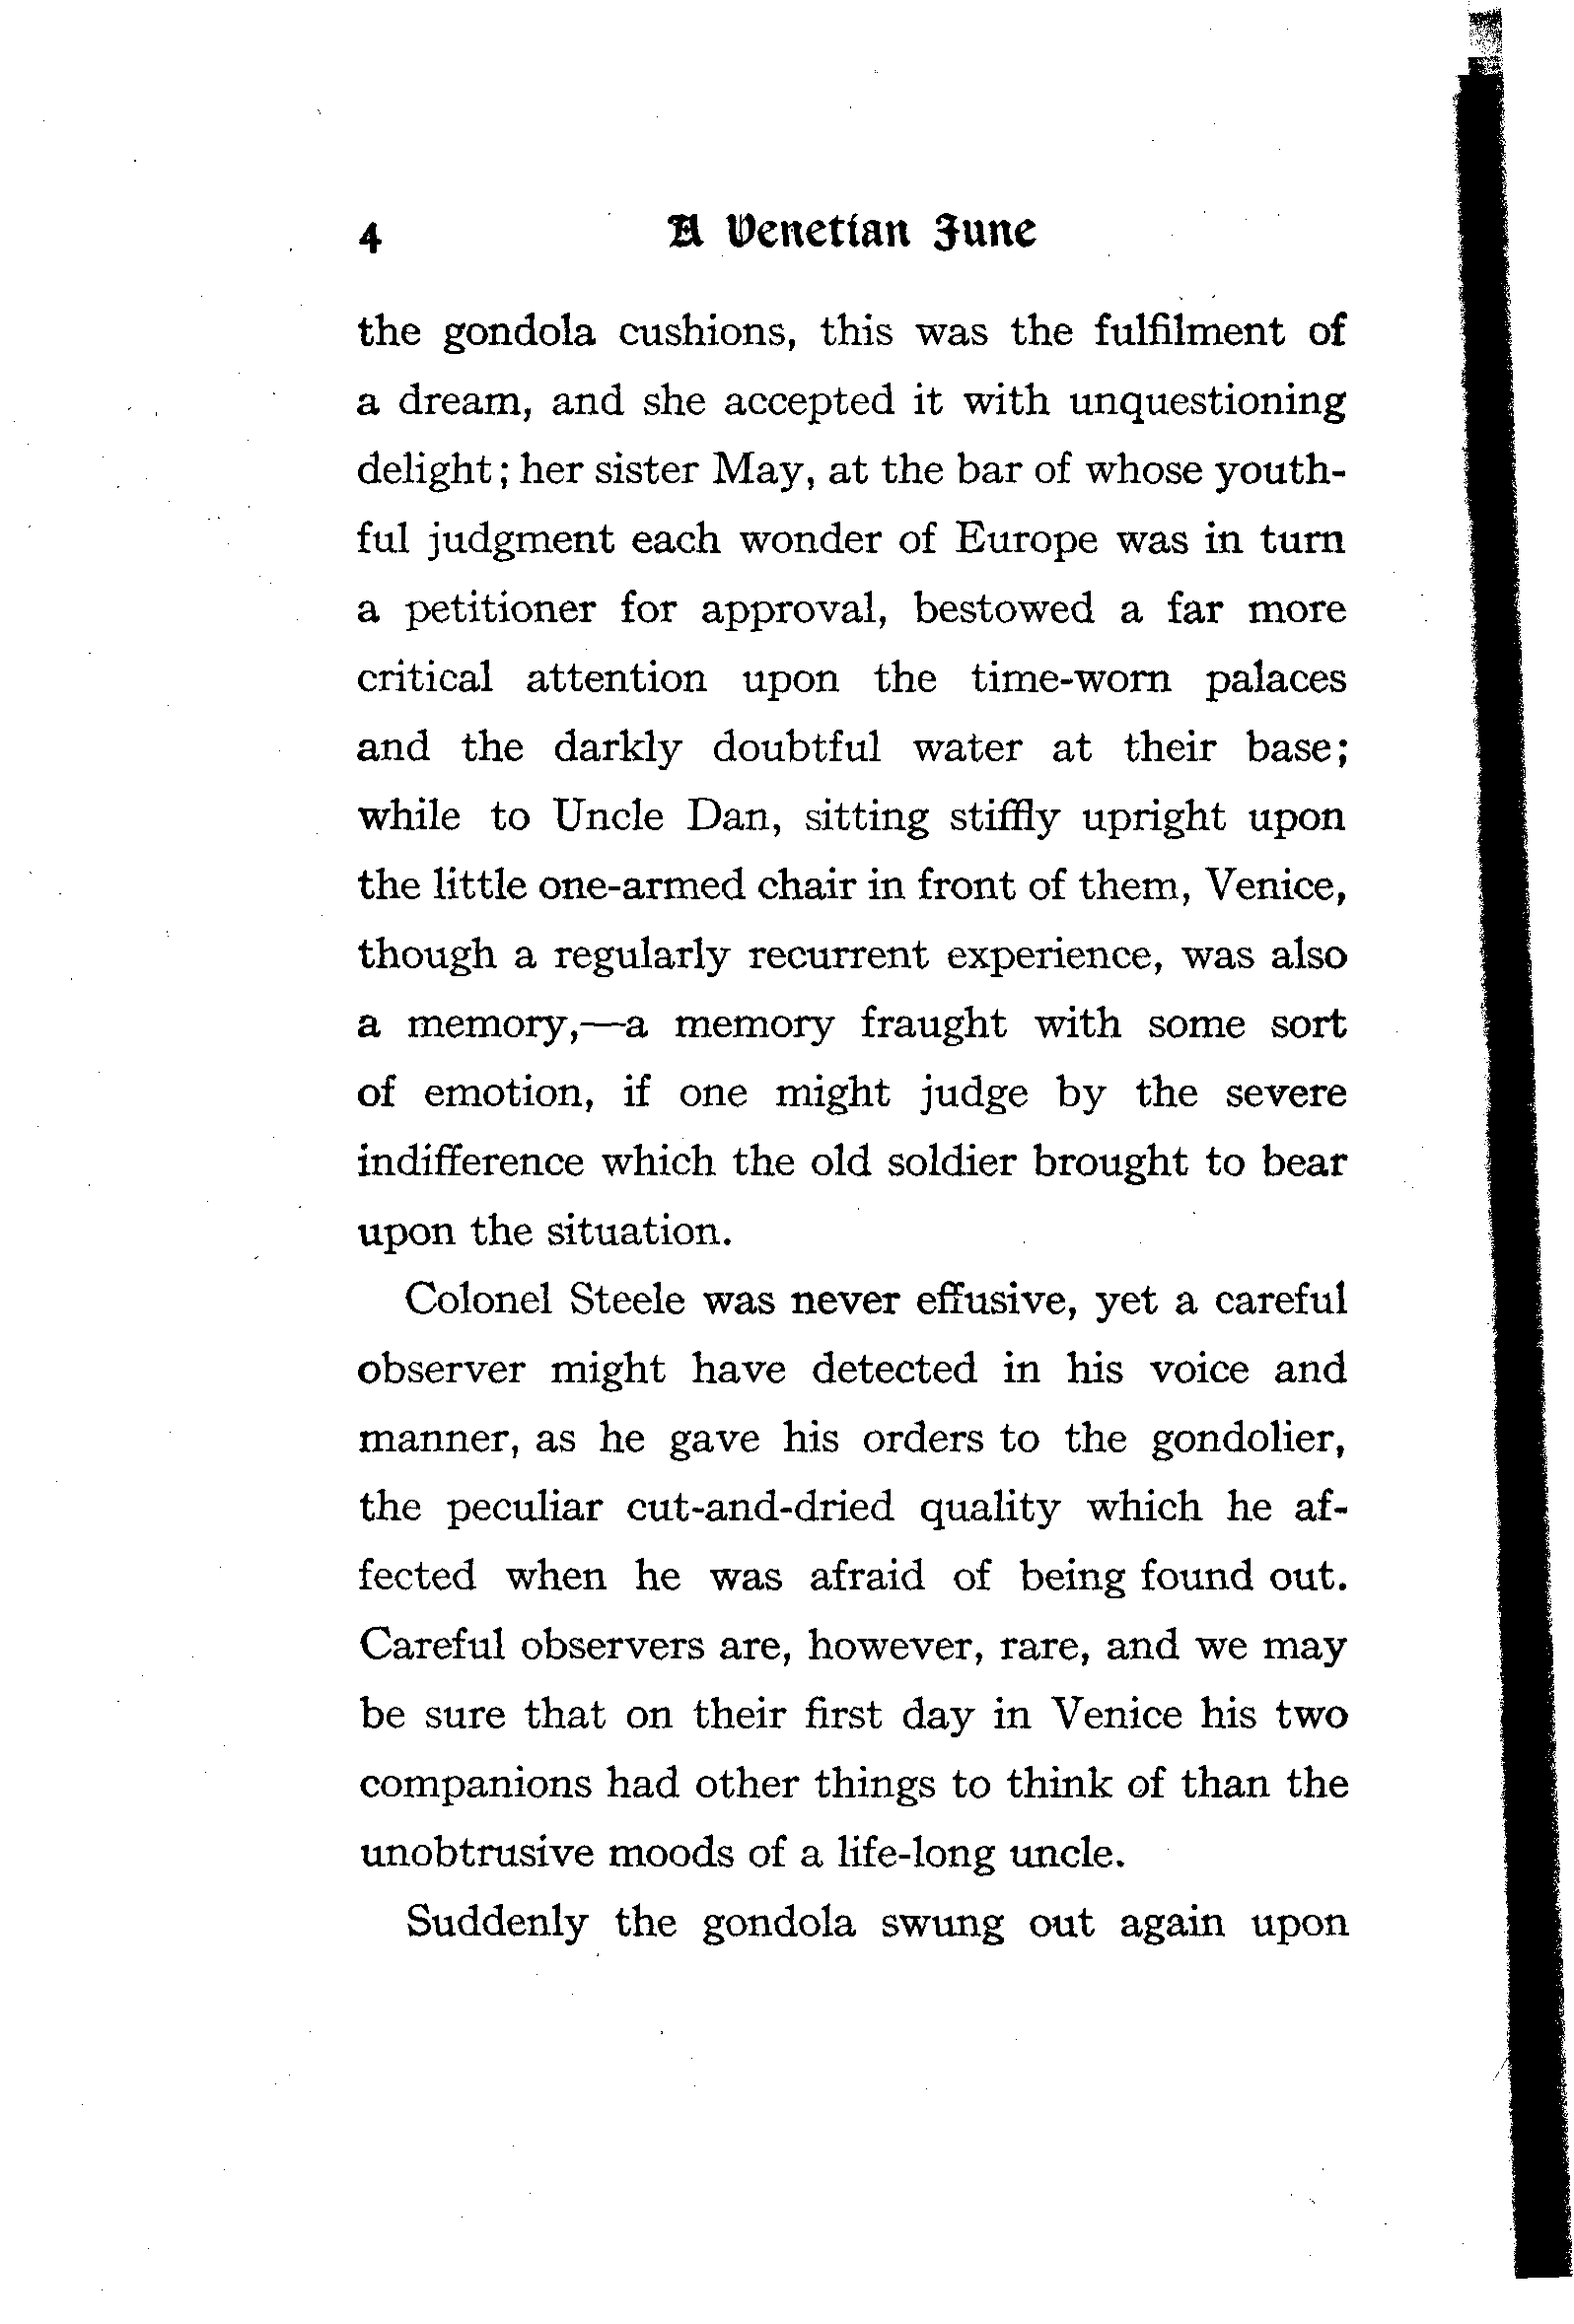 4 A Venetian June
the gondola cushions, this was the fulfilment of
a dream, and she accepted it with unquestioning
delight; her sister May, at the bar of whose youth-
ful judgment each wonder of Europe was in turn
a petitioner for approval, bestowed a far more
critical attention upon the time-worn palaces
and the darkly doubtful water at their base;
while to Uncle Dan, sitting stiffly upright upon
the little one-armed chair in front of them, Venice,
though a regularly recurrent experience, was also
a memory,—a memory fraught with some sort
of emotion, if one might judge by the severe
indifference which the old soldier brought to bear
upon the situation.
Colonel Steele was never effusive, yet a careful
observer might have detected in his voice and
manner, as he gave his orders to the gondolier,
the peculiar cut-and-dried quality which he af-
fected when he was afraid of being found out.
Careful observers are, however, rare, and we may
be sure that on their first day in Venice his two
companions had other things to think of than the
unobtrusive moods of a life-long uncle.
Suddenly the gondola swung out again upon